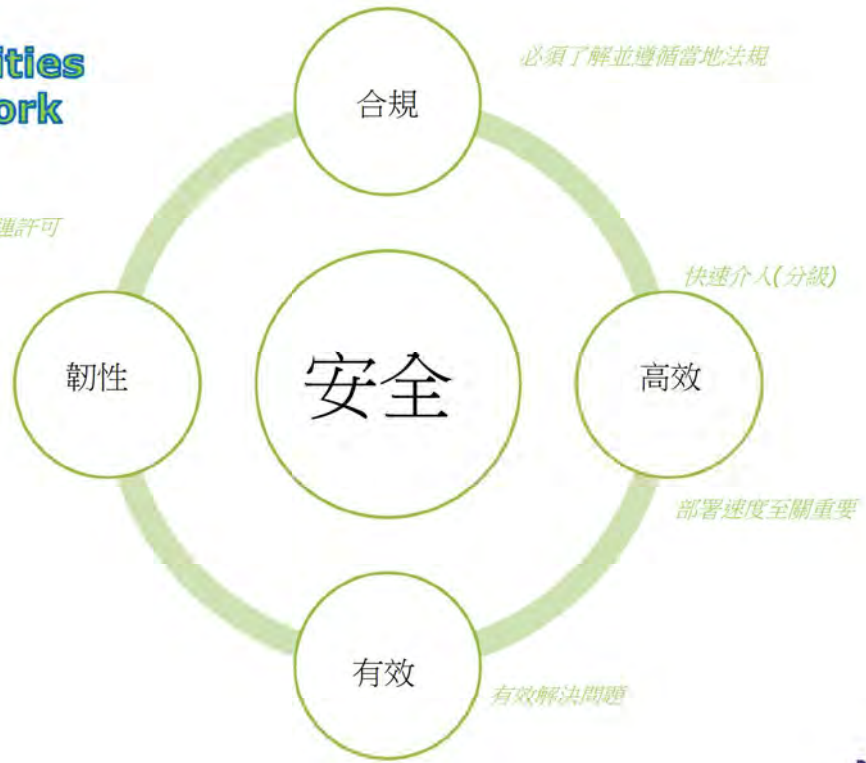 ities
ork
合規
必須了解並遵循當地法規
許可
快速介入(分級)
韌性
安全
高效
部署速度至關重要
有效
有效解決問題